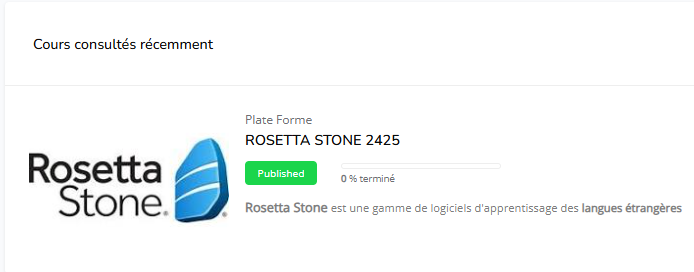 Cours consultés récemment
Rosetta
Stone.
Plate Forme
ROSETTA STONE 2425
Published
0 % terminé
Rosetta Stone est une gamme de logiciels d'apprentissage des langues étrangères